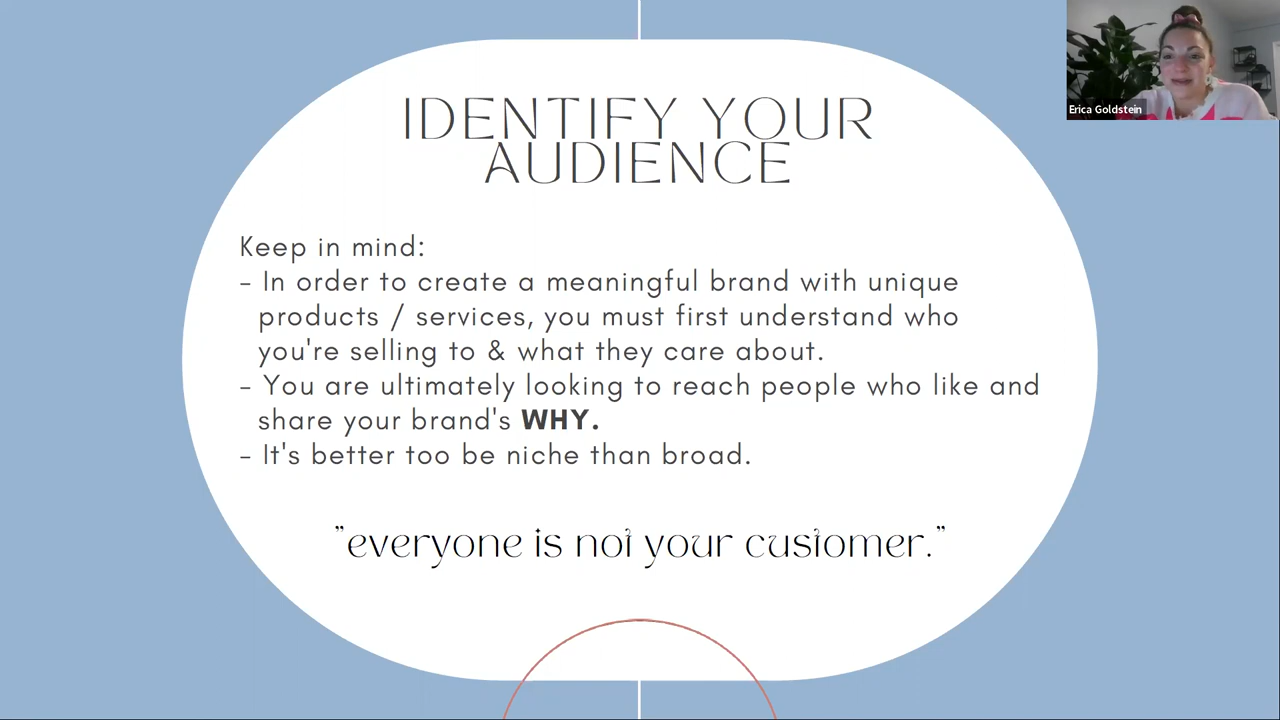 IDENTIFY YOUR
AUDIENCE
Keep in mind:
- In order to create a meaningful brand with unique
products / services, you must first understand who
you're selling to & what they care about.
- You are ultimately looking to reach people who like and
share your brand's WHY.
- It's better too be niche than broad.
"everyone is not your customer."
Erica Goldstein